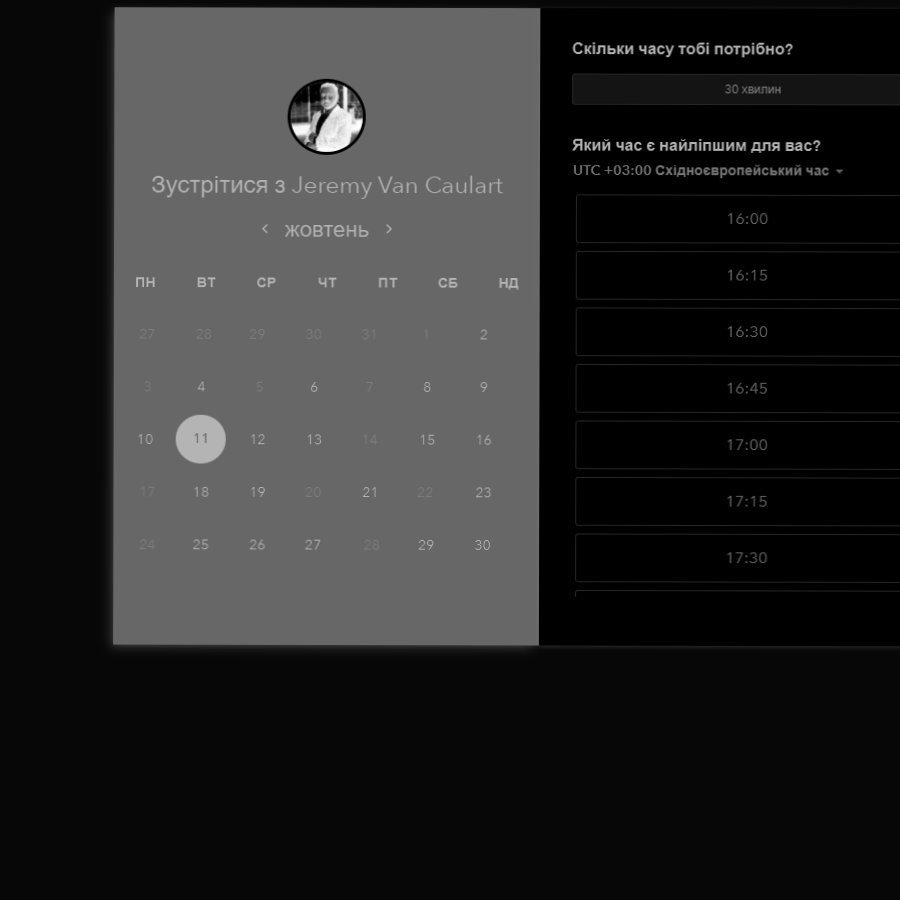 Зустрітися з Jeremy Van Caulart
жовтень
ПН ВТ СР ЧТ ПТ СБ НД
27 28 29 30 31 1 2
3 4 5 6 7 8 9
10 11 12 13 14 15 16
17 18 19 20 21 22 23
24 25 26 27 28 29 30
Скільки часу тобі потрібно?
30 хвилин
Який час є найліпшим для вас?
UTC +03:00 Східноєвропейський час
16:00
16:15
16:30
16:45
17:00
17:15
17:30